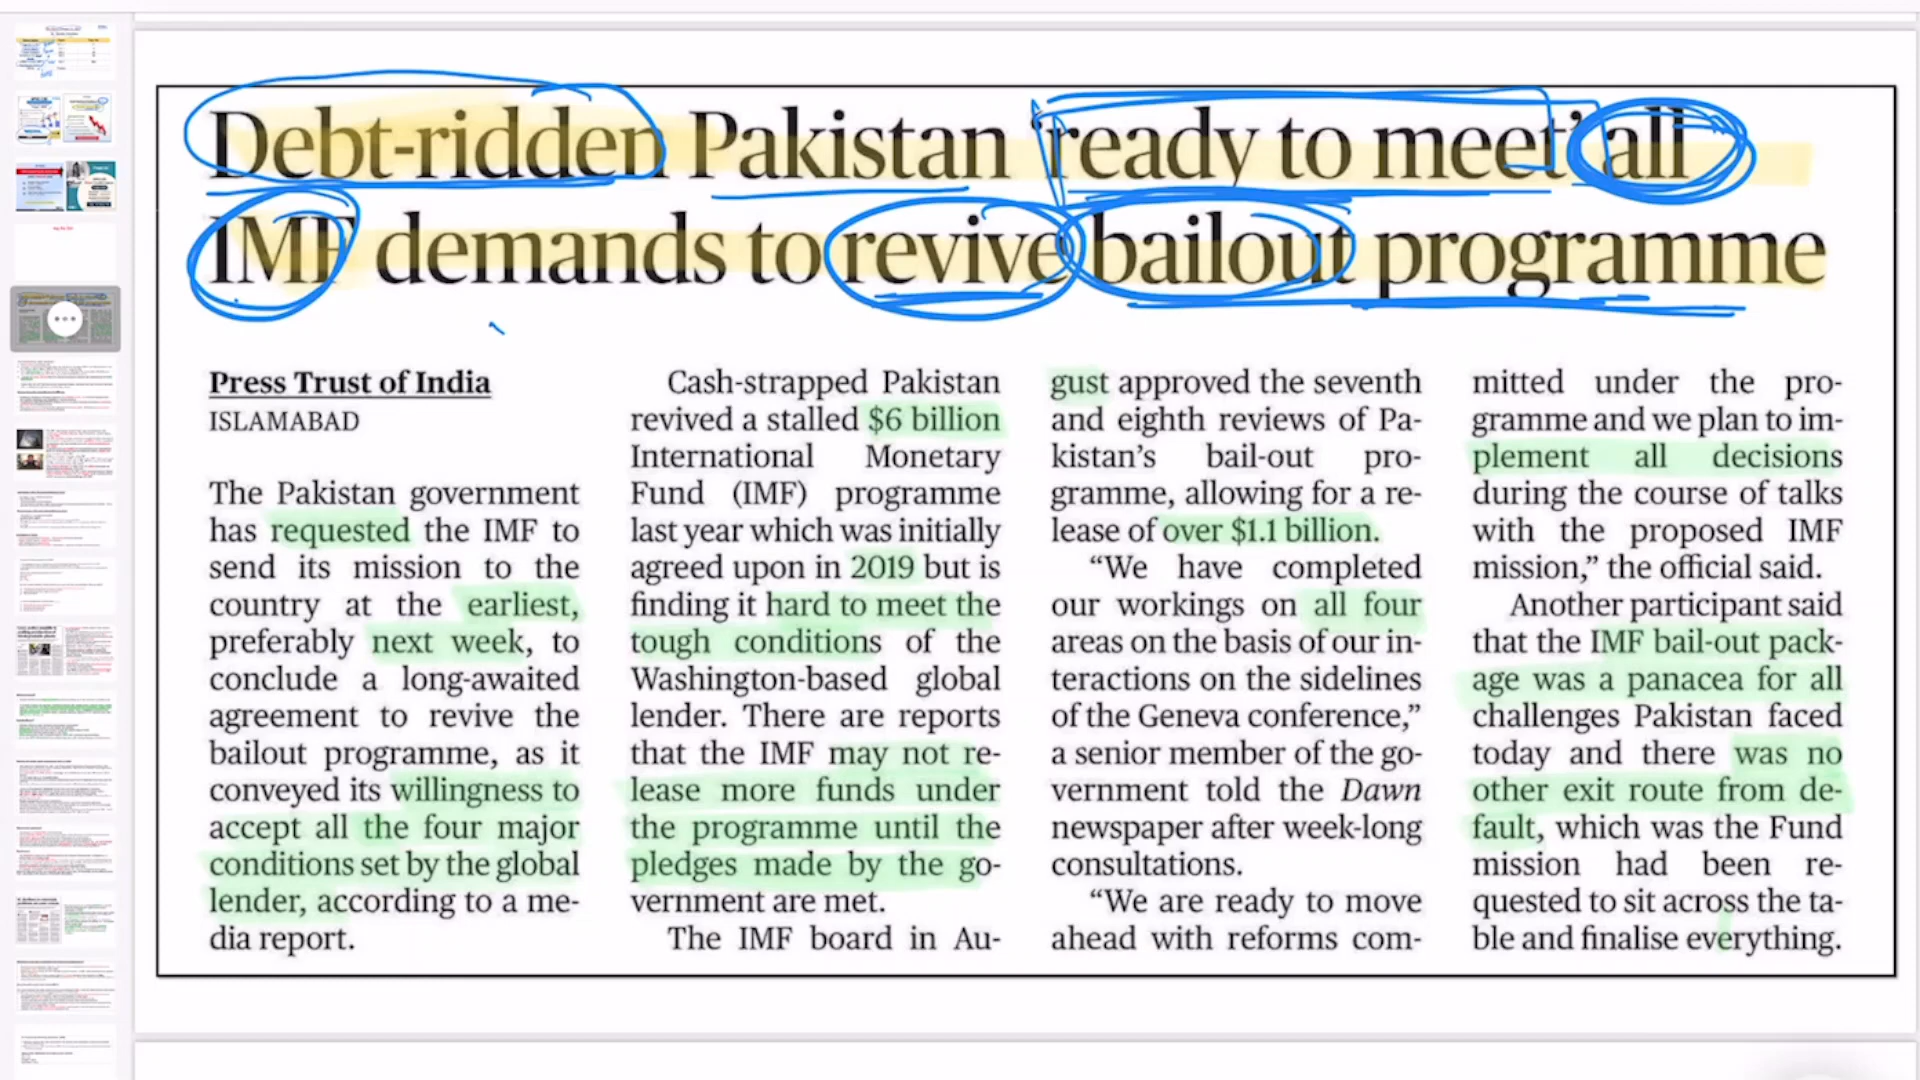 Debt-ridden Pakistan ‘ready to meet’ all
IMF demands to revive bailout programme
Press Trust of India
ISLAMABAD
The Pakistan government
has requested the IMF to
send its mission to the
country at the earliest,
preferably next week, to
conclude a long-awaited
agreement to revive the
bailout programme, as it
conveyed its willingness to
accept all the four major
conditions set by the global
lender, according to a me-
dia report.
Cash-strapped Pakistan
revived a stalled $6 billion
International Monetary
Fund (IMF) programme
last year which was initially
agreed upon in 2019 but is
finding it hard to meet the
tough conditions of the
Washington-based global
lender. There are reports
that the IMF may not re-
lease more funds under
the programme until the
pledges made by the go-
vernment are met.
The IMF board in Au-
gust approved the seventh
and eighth reviews of Pa-
kistan’s bail-out pro-
gramme, allowing for a re-
lease of over $1.1 billion.
“We have completed
our workings on all four
areas on the basis of our in-
teractions on the sidelines
of the Geneva conference,”
a senior member of the go-
vernment told the Dawn
newspaper after week-long
consultations.
“We are ready to move
ahead with reforms com-
mitted under the pro-
gramme and we plan to im-
plement all decisions
during the course of talks
with the proposed IMF
mission,” the official said.
Another participant said
that the IMF bail-out pack-
age was a panacea for all
challenges Pakistan faced
today and there was no
other exit route from de-
fault, which was the Fund
mission had been re-
quested to sit across the ta-
ble and finalise everything.